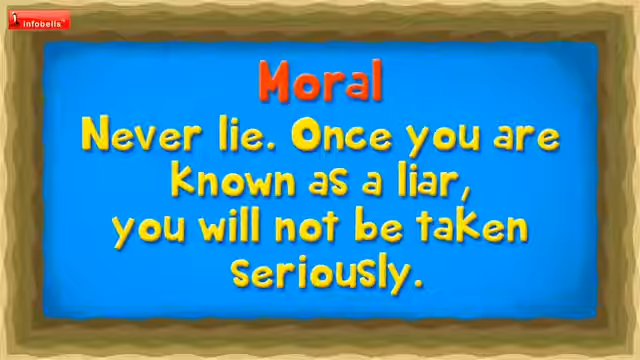 infobells
Moral
Never lie. Once you are
known as a liar,
you will not be taken
seriously.